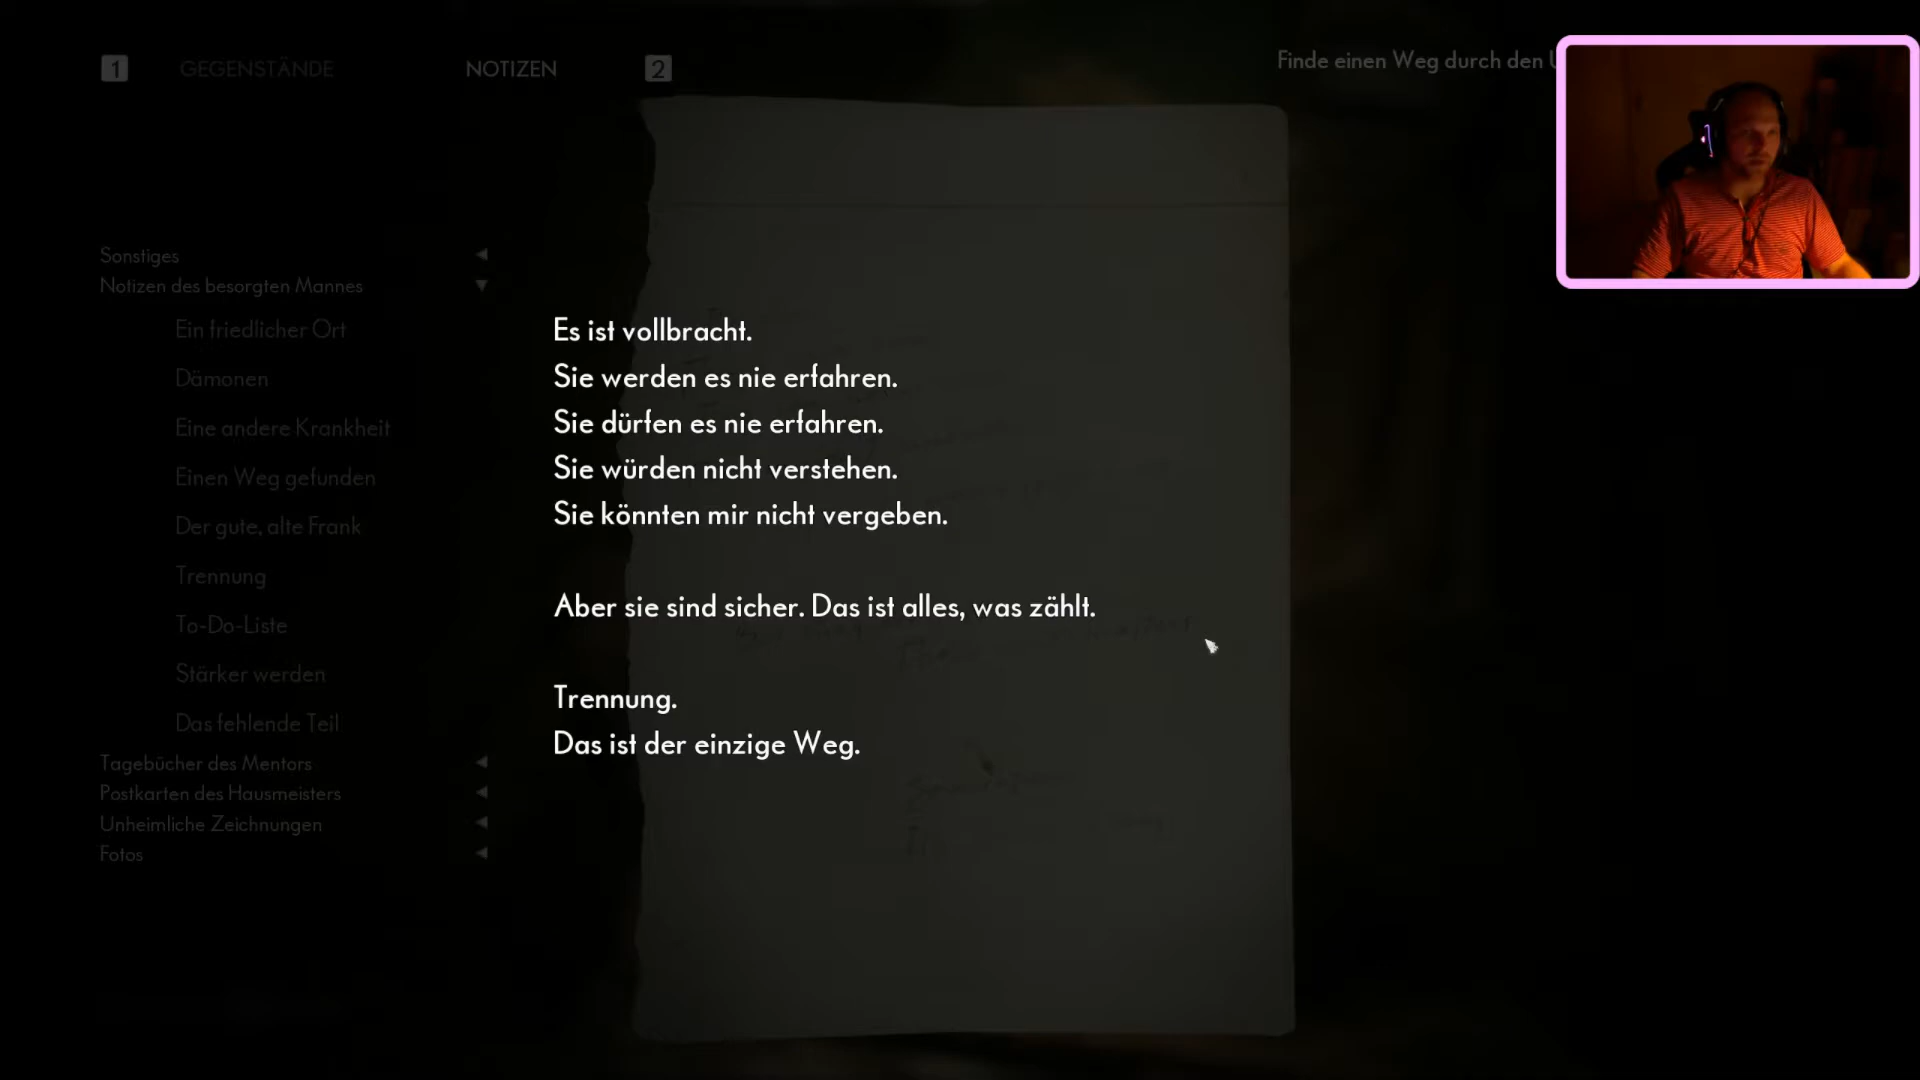 1 GEGENSTÄNDE NOTIZEN 2
Finde einen Weg durch den
Sonstiges
Notizen des besorgten Mannes
Ein friedlicher Ort
Dämonen
Eine andere Krankheit
Einen Weg gefunden
Der gute, alte Frank
Trennung
To-Do-Liste
Stärker werden
Das fehlende Teil
Tagebücher des Mentors
Postkarten des Hausmeisters
Unheimliche Zeichnungen
Fotos
Es ist vollbracht.
Sie werden es nie erfahren.
Sie dürfen es nie erfahren.
Sie würden nicht verstehen.
Sie könnten mir nicht vergeben.
Aber sie sind sicher. Das ist alles, was zählt.
Trennung.
Das ist der einzige Weg.